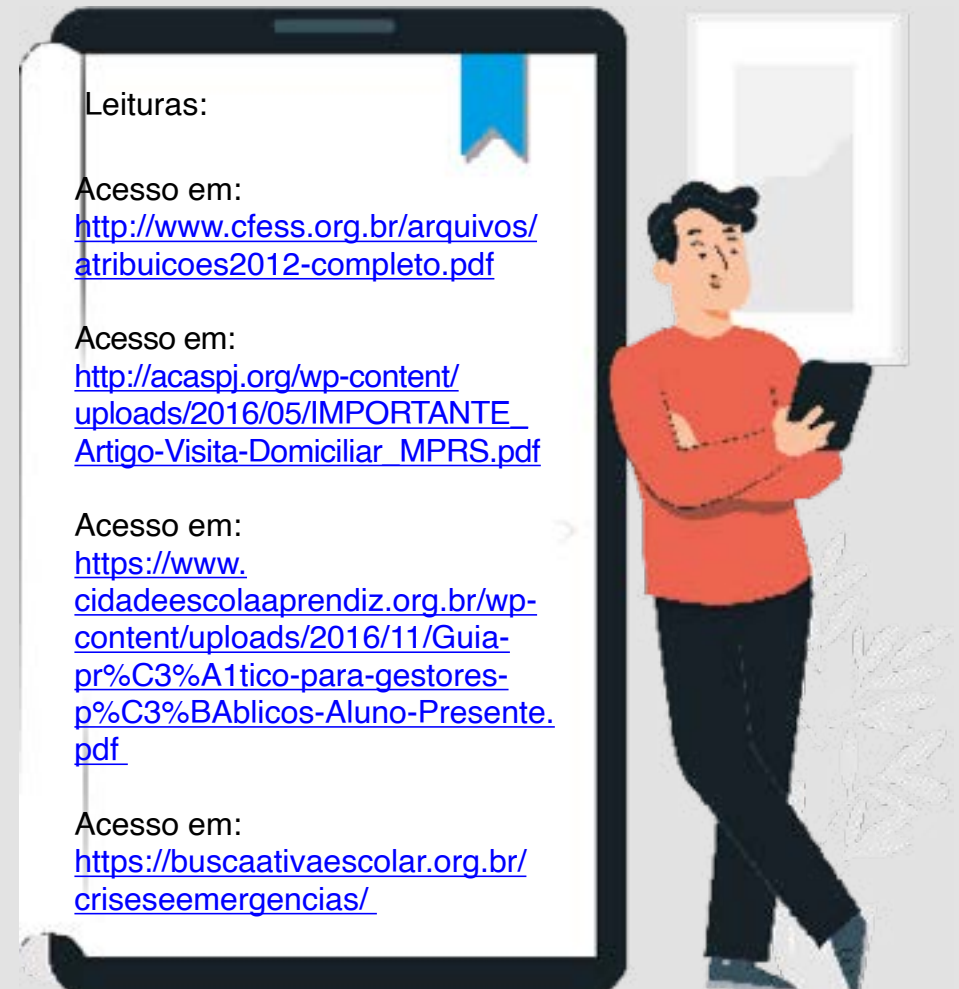 Leituras:
Acesso em:
http://www.cfess.org.br/arquivos/
atribuicoes2012-completo.pdf
Acesso em:
http://acaspj.org/wp-content/
uploads/2016/05/IMPORTANTE_
Artigo-Visita-Domiciliar_MPRS.pdf
Acesso em:
https://www.
cidadeescolaaprendiz.org.br/wp-
content/uploads/2016/11/Guia-
pr%C3%A1tico-para-gestores-
p%C3%BAblicos-Aluno-Presente.
pdf
Acesso em:
https://buscaativaescolar.org.br/
criseseemergencias/